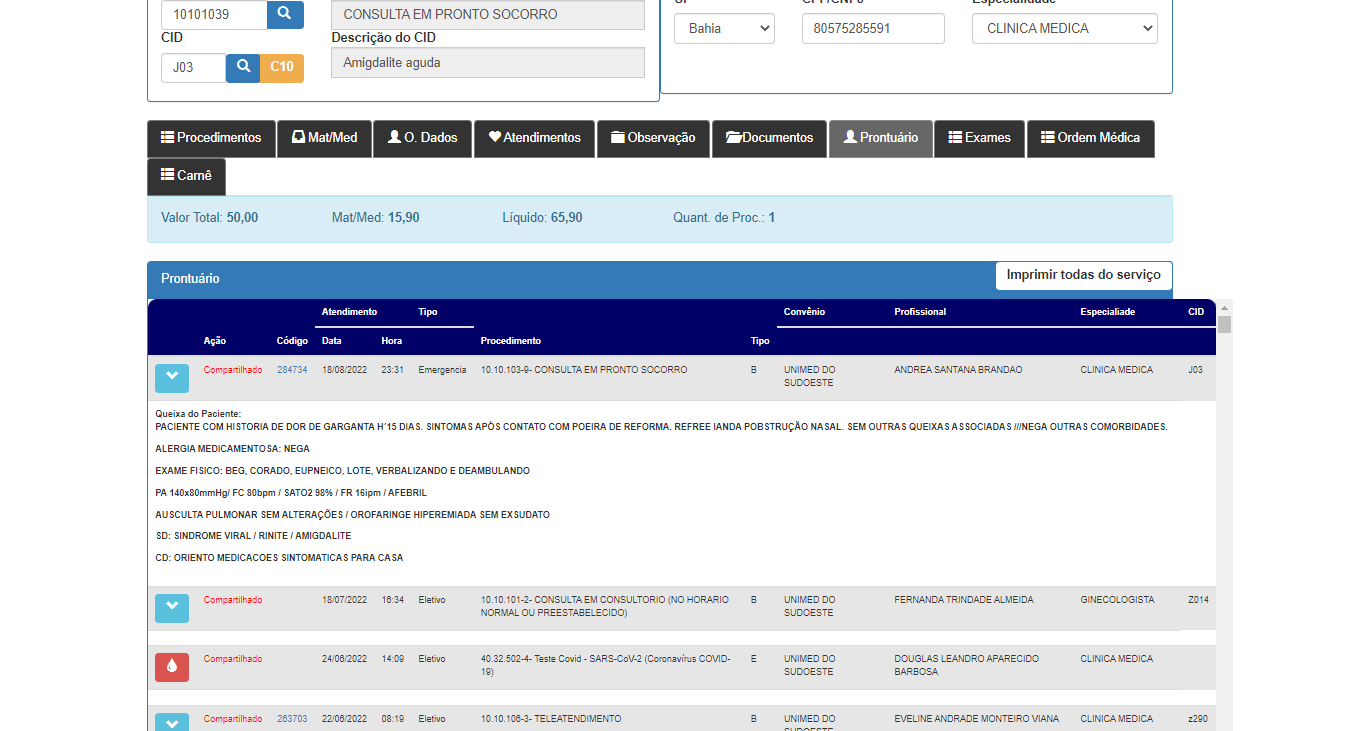 UF CPF/CNPJ Especialidade
10101039 CONSULTA EM PRONTO SOCORRO
Bahia 80575285591 CLINICA MEDICA
CID Descrição do CID
J03 C10 Amigdalite aguda
Procedimentos Mat/Med O. Dados Atendimentos Observação Documentos Prontuário Exames Ordem Médica
Carnê
Valor Total: 50,00 Mat/Med: 15,90 Líquido: 65,90 Quant. de Proc.: 1
Prontuário Imprimir todas do serviço
Atendimento Tipo Convênio Profissional Especialiade CID
Ação Código Data Hora Procedimento Tipo
Compartilhado 284734 18/08/2022 23:31 Emergencia 10.10.103-9- CONSULTA EM PRONTO SOCORRO B UNIMED DO ANDREA SANTANA BRANDAO CLINICA MEDICA J03
SUDOESTE
Queixa do Paciente:
PACIENTE COM HISTORIA DE DOR DE GARGANTA H´15 DIAS. SINTOMAS APÓS CONTATO COM POEIRA DE REFORMA. REFREE IANDA POBSTRUÇÃO NASAL. SEM OUTRAS QUEIXAS ASSOCIADAS ///NEGA OUTRAS COMORBIDADES.
ALERGIA MEDICAMENTOSA: NEGA
EXAME FISICO: BEG, CORADO, EUPNEICO, LOTE, VERBALIZANDO E DEAMBULANDO
PA 140x80mmHg/ FC 80bpm / SATO2 98% / FR 16ipm / AFEBRIL
AUSCULTA PULMONAR SEM ALTERAÇÕES / OROFARINGE HIPEREMIADA SEM EXSUDATO
SD: SINDROME VIRAL / RINITE / AMIGDALITE
CD: ORIENTO MEDICACOES SINTOMATICAS PARA CASA
Compartilhado 18/07/2022 16:34 Eletivo 10.10.101-2- CONSULTA EM CONSULTORIO (NO HORARIO B UNIMED DO FERNANDA TRINDADE ALMEIDA GINECOLOGISTA Z014
NORMAL OU PREESTABELECIDO) SUDOESTE
Compartilhado 24/06/2022 14:09 Eletivo 40.32.502-4- Teste Covid - SARS-CoV-2 (Coronavírus COVID- E UNIMED DO DOUGLAS LEANDRO APARECIDO CLINICA MEDICA
19) SUDOESTE BARBOSA
Compartilhado 263703 22/06/2022 08:19 Eletivo 10.10.106-3- TELEATENDIMENTO B UNIMED DO EVELINE ANDRADE MONTEIRO VIANA CLINICA MEDICA z290
SUDOESTE